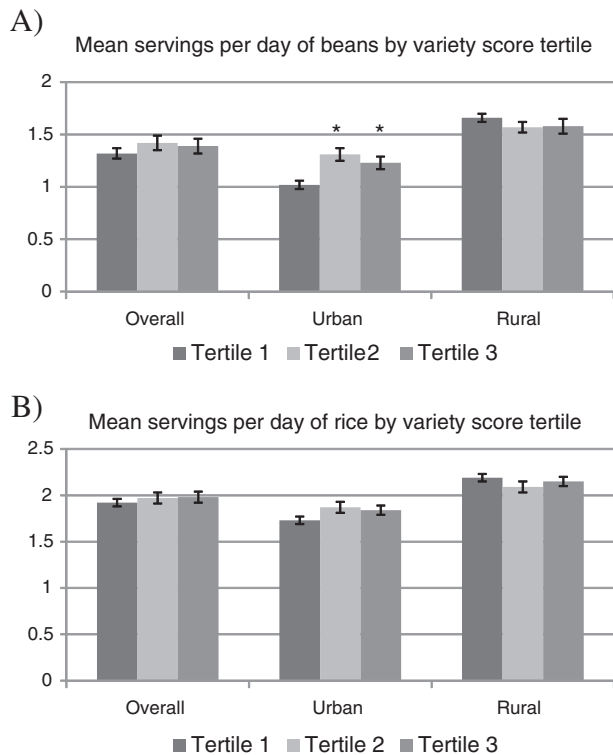 A)
Mean servings per day of beans by variety score tertile
2
1.5
* *
1
0.5
0
Overall Urban Rural
Tertile 1 Tertile2 Tertile 3
B)
Mean servings per day of rice by variety score tertile
2.5
2
1.5
1
0.5
0
Overall Urban Rural
Tertile 1 Tertile 2 Tertile 3